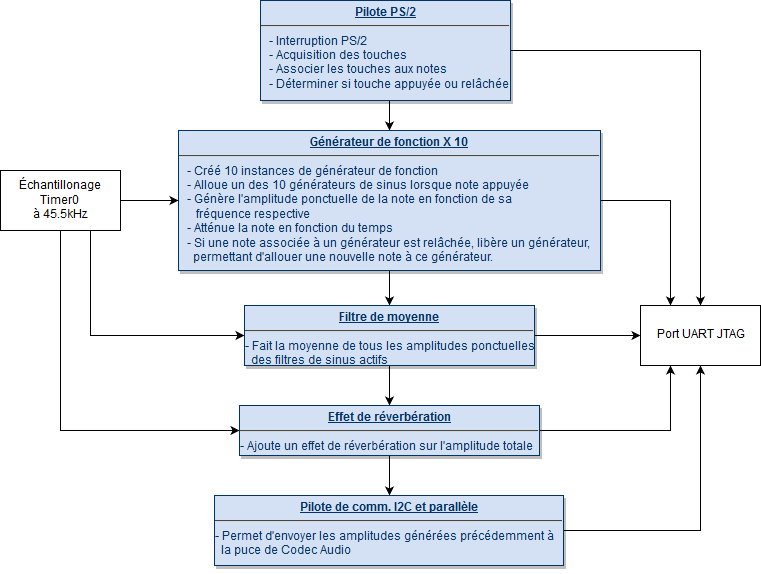 Pilote PS/2
- Interruption PS/2
- Acquisition des touches
- Associer les touches aux notes
- Déterminer si touche appuyée ou relâchée
Générateur de fonction X 10
- Créé 10 instances de générateur de fonction
- Alloue un des 10 générateurs de sinus lorsque note appuyée
- Génère l'amplitude ponctuelle de la note en fonction de sa
fréquence respective
- Atténue la note en fonction du temps
- Si une note associée à un générateur est relâchée, libère un générateur,
permettant d'allouer une nouvelle note à ce générateur.
Échantillonage
Timer0
à 45.5kHz
Filtre de moyenne
- Fait la moyenne de tous les amplitudes ponctuelles
des filtres de sinus actifs
Port UART JTAG
Effet de réverbération
- Ajoute un effet de réverbération sur l'amplitude totale
Pilote de comm. I2C et parallèle
- Permet d'envoyer les amplitudes générées précédemment à
la puce de Codec Audio